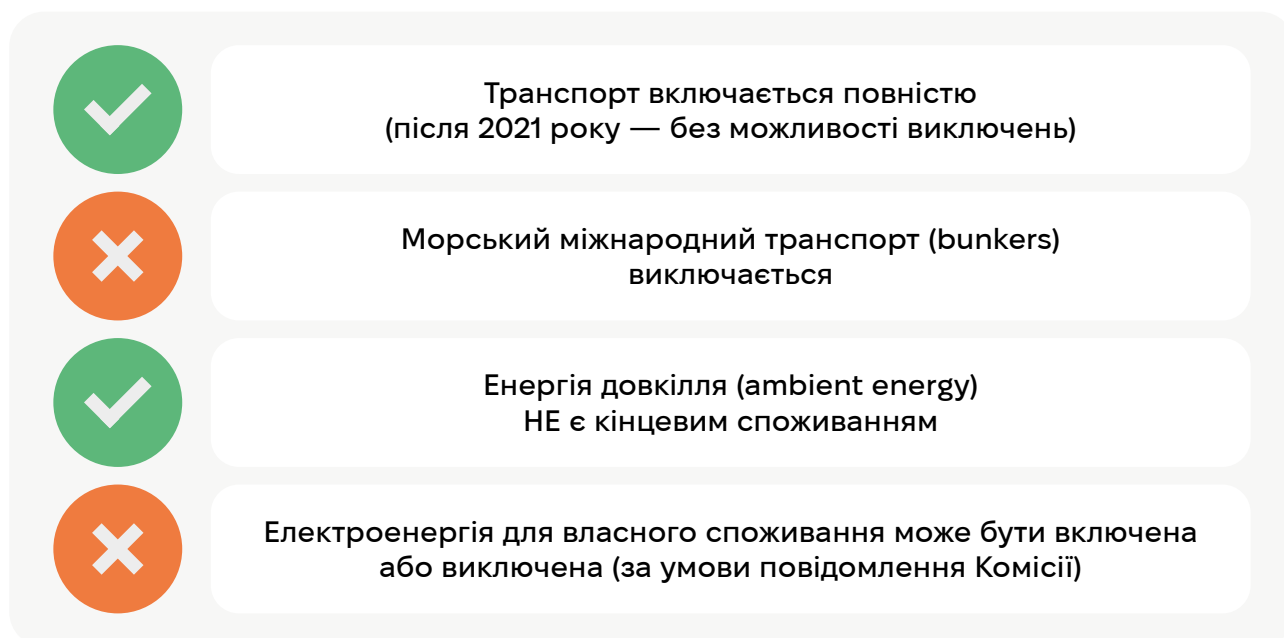 Транспорт включається повністю
(після 2021 року — без можливості виключень)
Морський міжнародний транспорт (bunkers)
виключається
Енергія довкілля (ambient energy)
НЕ є кінцевим споживанням
Електроенергія для власного споживання може бути включена
або виключена (за умови повідомлення Комісії)